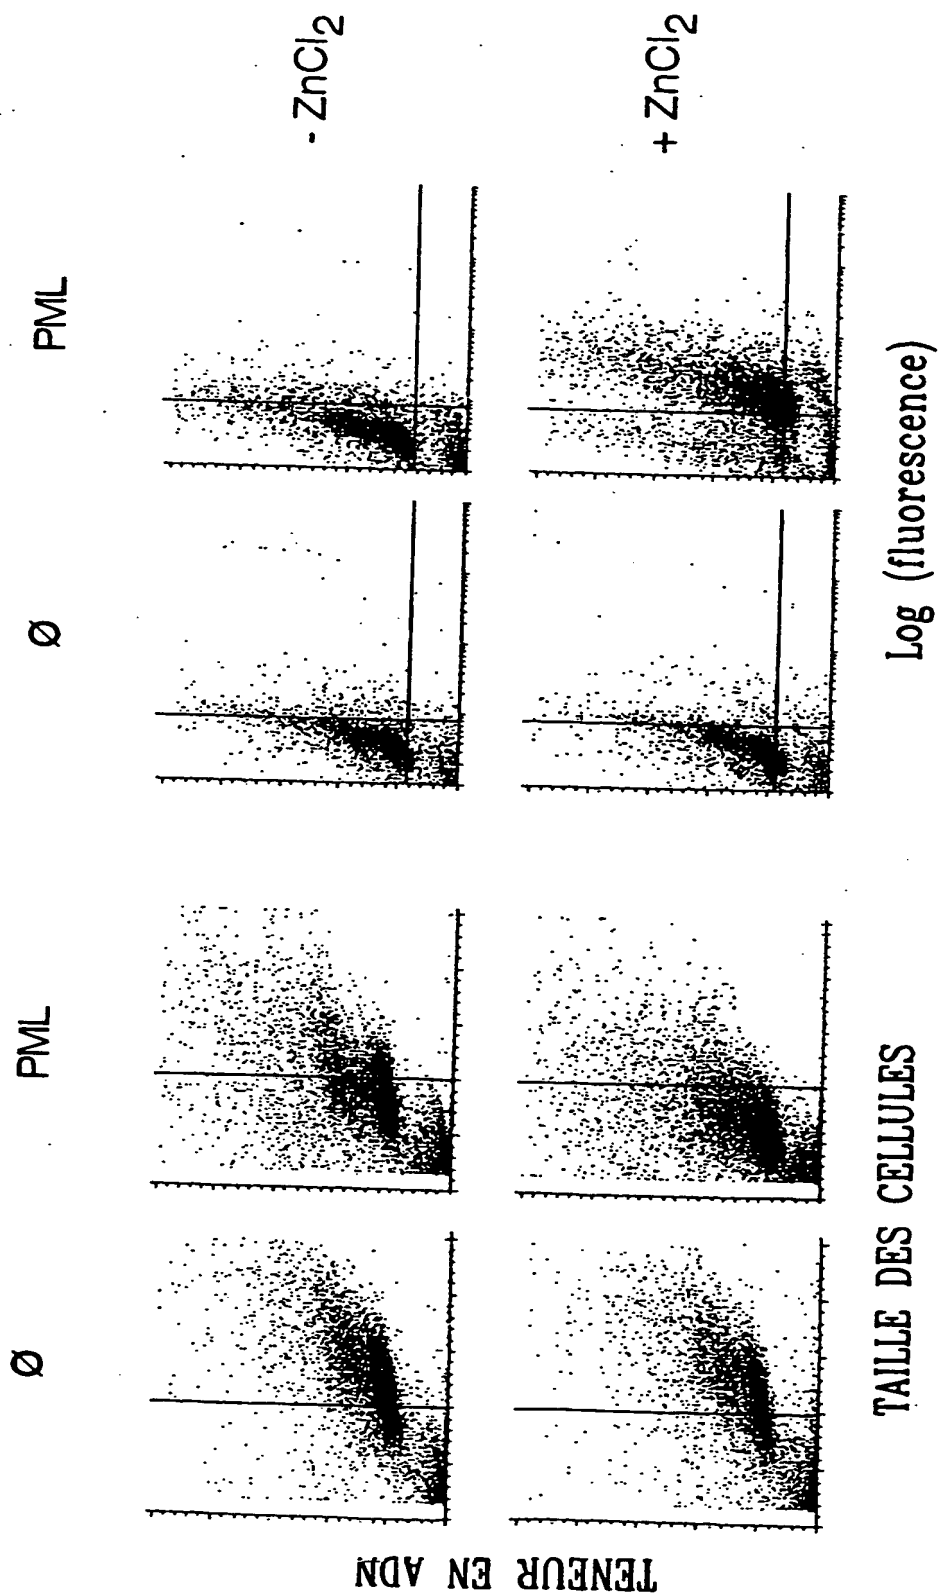 Ø PML Ø PML
- ZnCl₂
+ ZnCl₂
TENEUR EN ADN
TAILLE DES CELLULES
Log (fluorescence)